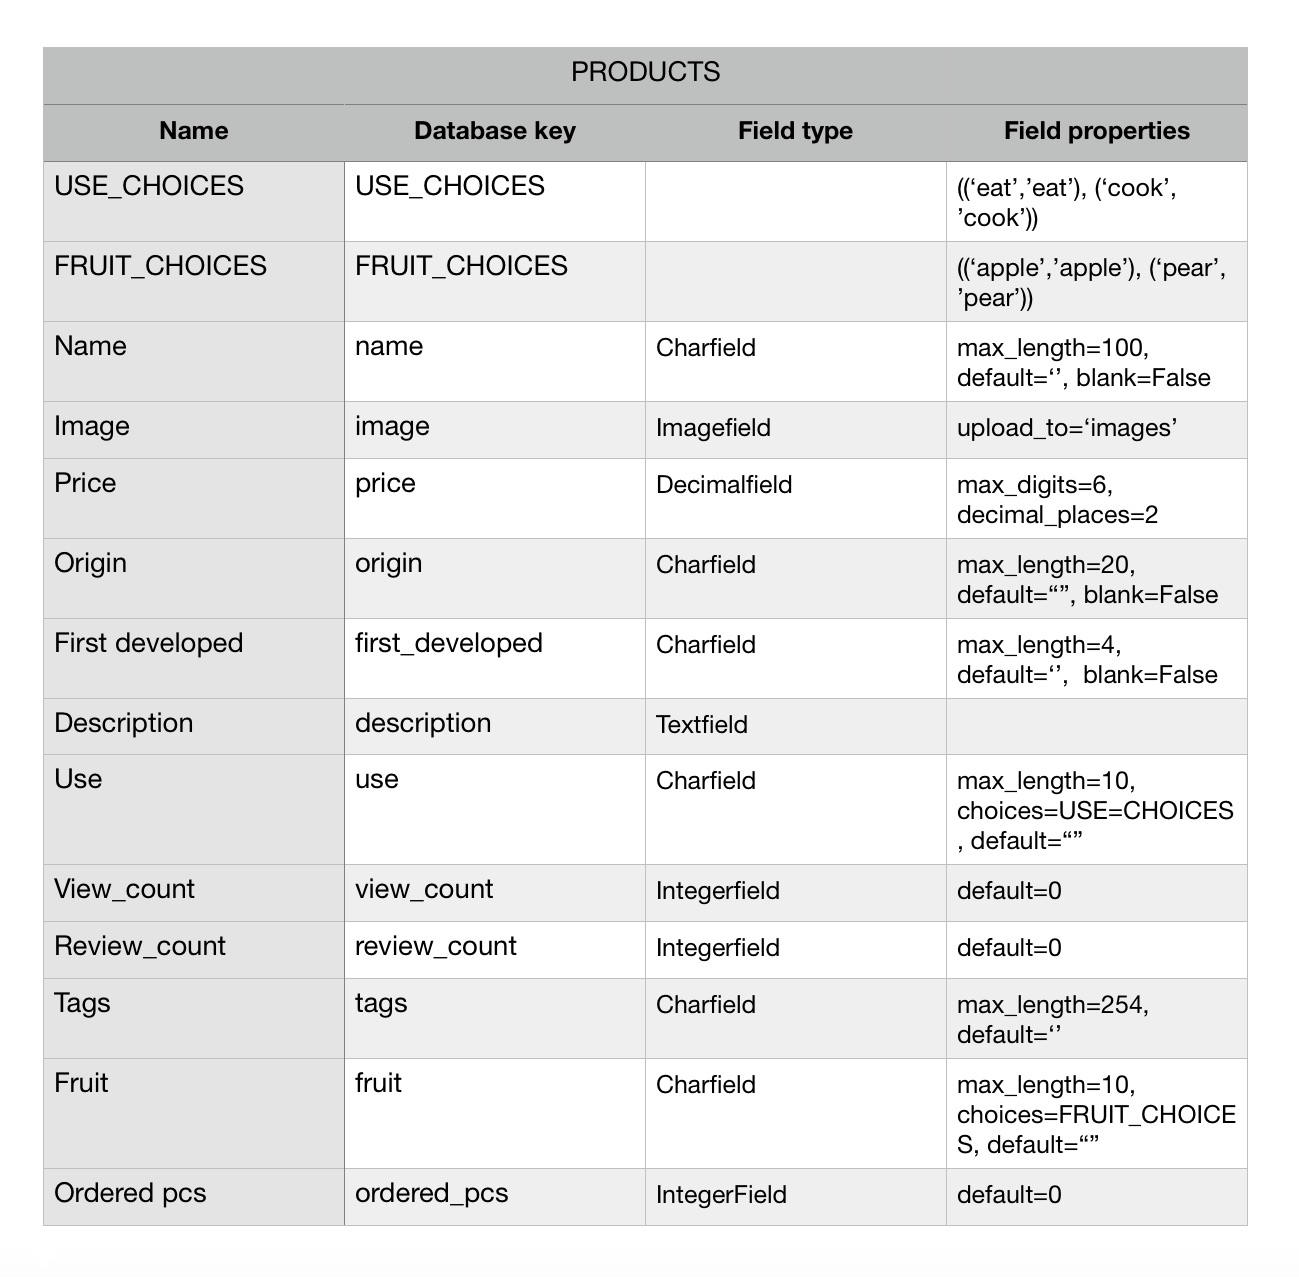 PRODUCTS
Name Database key Field type Field properties
USE_CHOICES USE_CHOICES ((‘eat’,’eat’), (‘cook’,
’cook’))
FRUIT_CHOICES FRUIT_CHOICES ((‘apple’,’apple’), (‘pear’,
’pear’))
Name name Charfield max_length=100,
default=‘’, blank=False
Image image Imagefield upload_to=‘images’
Price price Decimalfield max_digits=6,
decimal_places=2
Origin origin Charfield max_length=20,
default=“”, blank=False
First developed first_developed Charfield max_length=4,
default=‘’,  blank=False
Description description Textfield
Use use Charfield max_length=10,
choices=USE=CHOICES
, default=“”
View_count view_count Integerfield default=0
Review_count review_count Integerfield default=0
Tags tags Charfield max_length=254,
default=‘’
Fruit fruit Charfield max_length=10,
choices=FRUIT_CHOICE
S, default=“”
Ordered pcs ordered_pcs IntegerField default=0